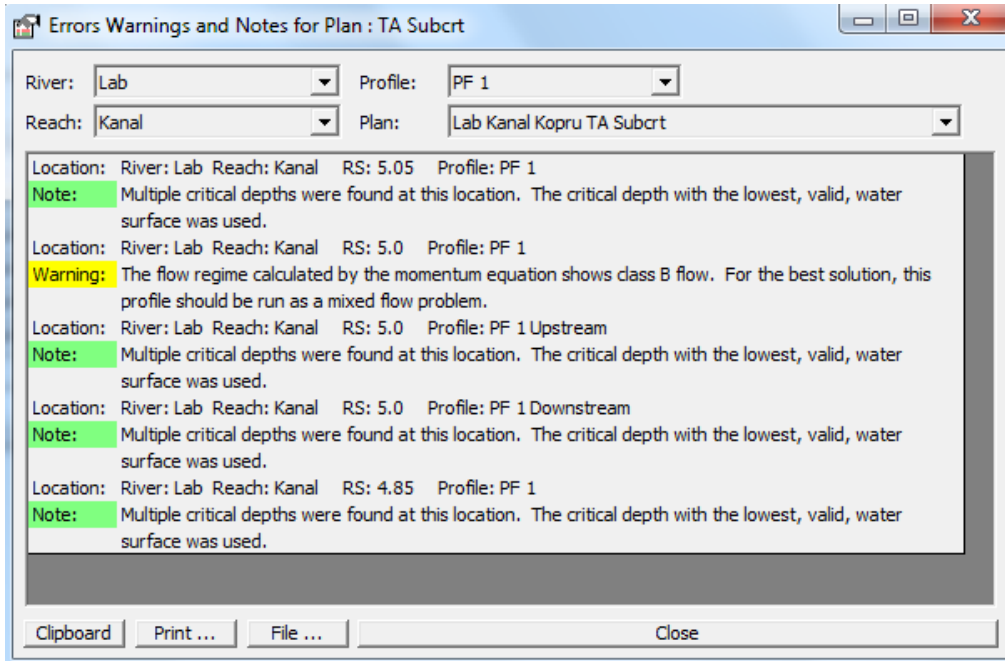 Errors Warnings and Notes for Plan : TA Subcrt
River: Lab Profile: PF 1
Reach: Kanal Plan: Lab Kanal Kopru TA Subcrt
Location: River: Lab Reach: Kanal RS: 5.05 Profile: PF 1
Note: Multiple critical depths were found at this location. The critical depth with the lowest, valid, water
surface was used.
Location: River: Lab Reach: Kanal RS: 5.0 Profile: PF 1
Warning: The flow regime calculated by the momentum equation shows class B flow. For the best solution, this
profile should be run as a mixed flow problem.
Location: River: Lab Reach: Kanal RS: 5.0 Profile: PF 1 Upstream
Note: Multiple critical depths were found at this location. The critical depth with the lowest, valid, water
surface was used.
Location: River: Lab Reach: Kanal RS: 5.0 Profile: PF 1 Downstream
Note: Multiple critical depths were found at this location. The critical depth with the lowest, valid, water
surface was used.
Location: River: Lab Reach: Kanal RS: 4.85 Profile: PF 1
Note: Multiple critical depths were found at this location. The critical depth with the lowest, valid, water
surface was used.
Clipboard Print ... File ... Close